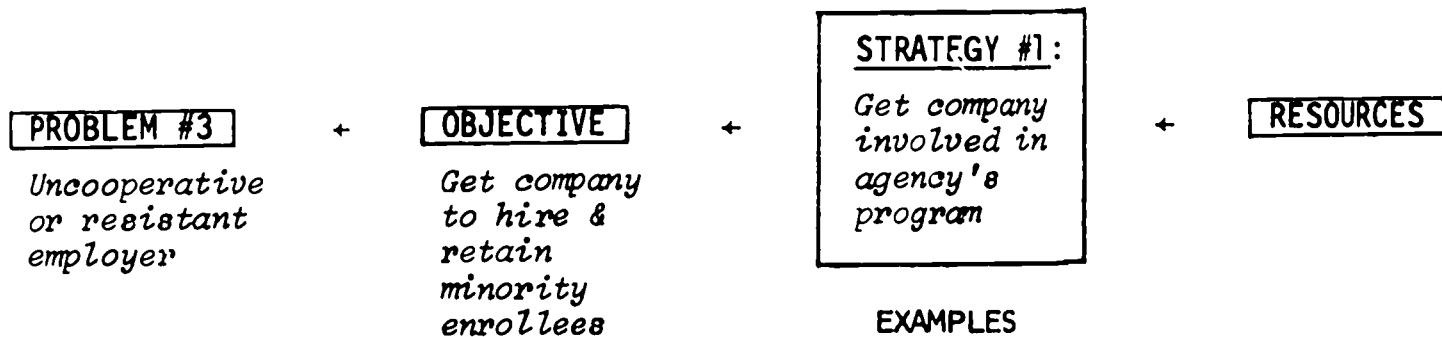 PROBLEM #3
Uncooperative
or resistant
employer
OBJECTIVE
Get company
to hire &
retain
minority
enrollees
STRATEGY #1:
Get company
involved in
agency's
program
EXAMPLES
RESOURCES